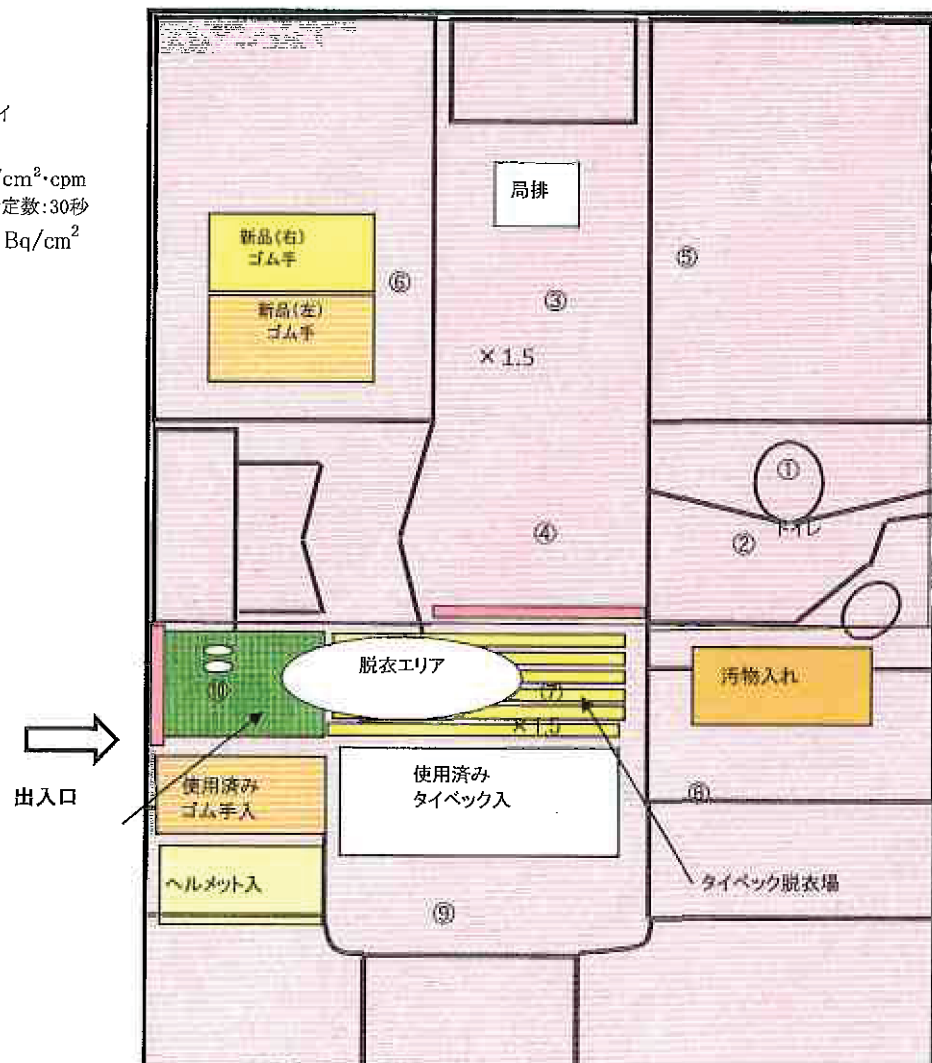 イ
/cm²・cpm
定数：30秒
Bq/cm²
局排
新品(右)
ゴム手
新品(左)
ゴム手
⑥
⑤
③
× 1.5
①
トイレ
②
④
脱衣エリア
⑩
(7)
× 1.5
汚物入れ
出入口
使用済み
ゴム手入
使用済み
タイベック入
⑧
ヘルメット入
タイベック脱衣場
⑨